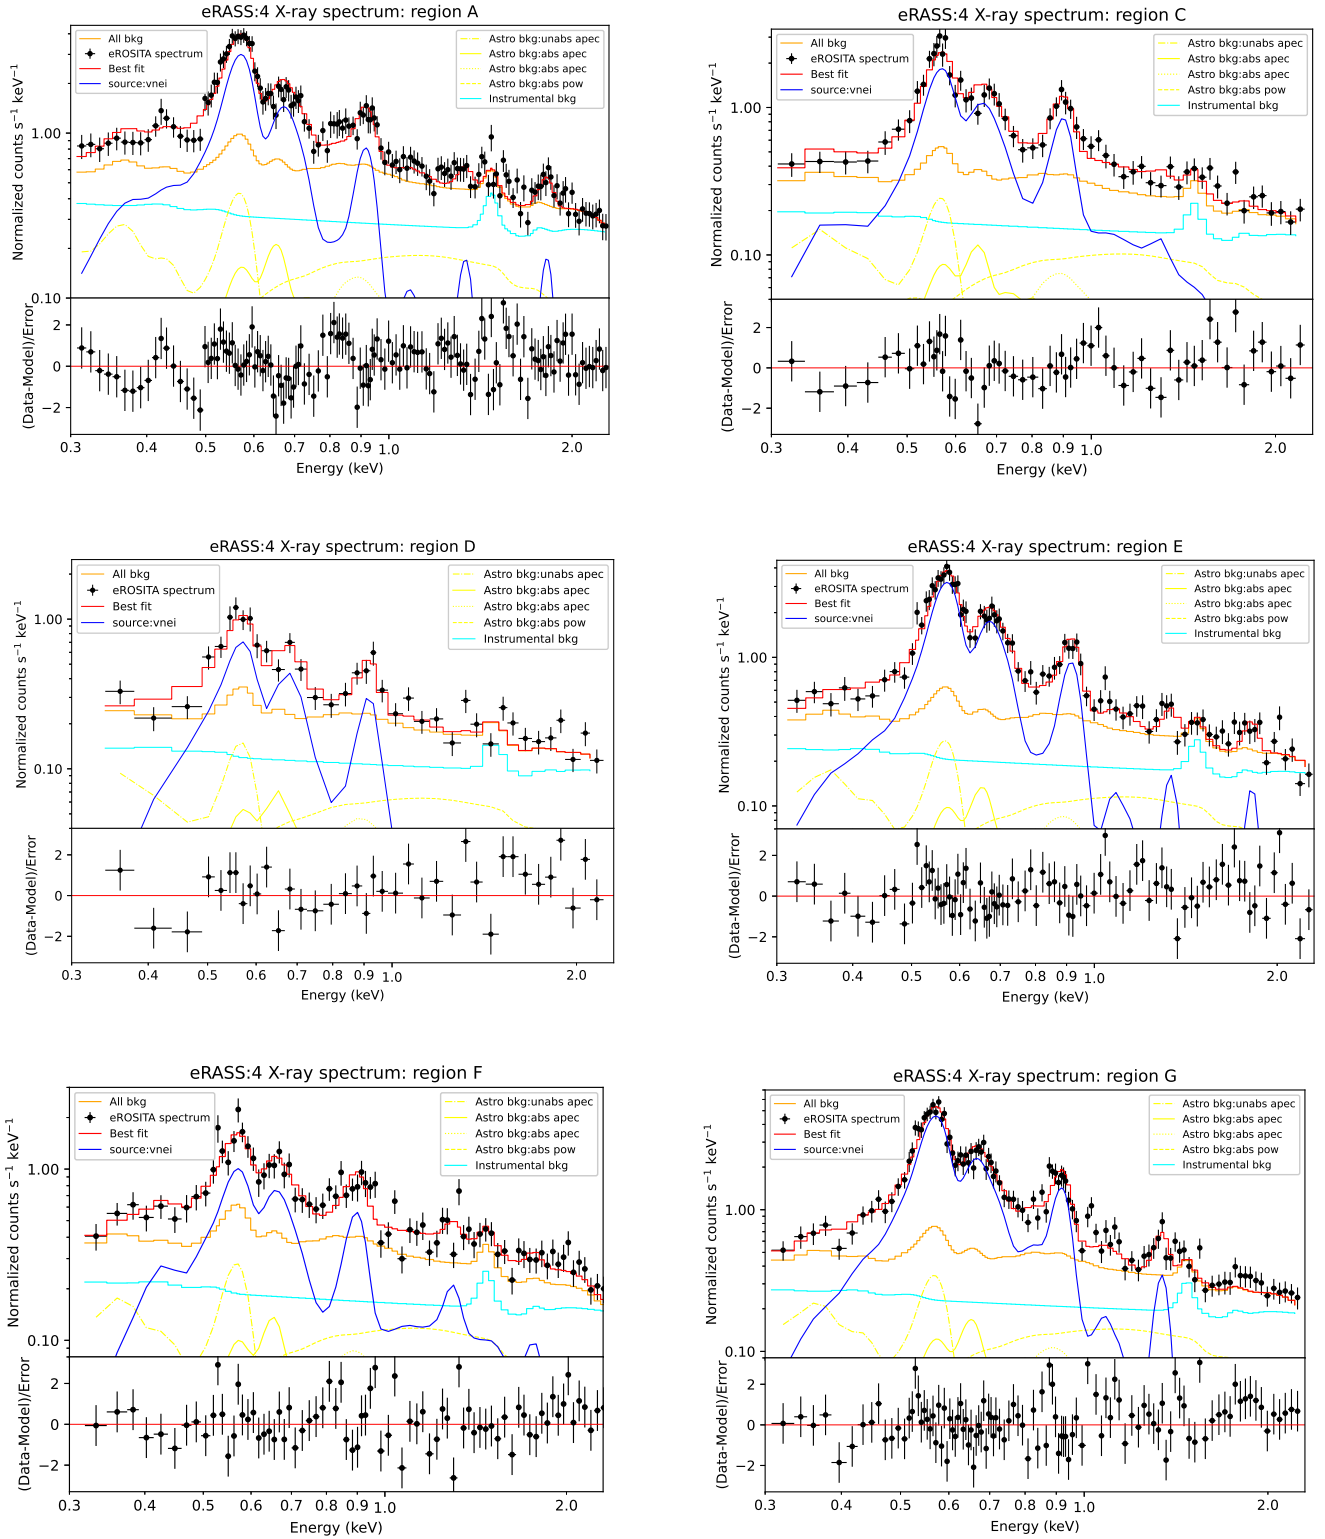 eRASS:4 X-ray spectrum: region A
All bkg
eROSITA spectrum
Best fit
source:vnei
Astro bkg:unabs apec
Astro bkg:abs apec
Astro bkg:abs apec
Astro bkg:abs pow
Instrumental bkg
Normalized counts s⁻¹ keV⁻¹
1.00
0.10
(Data-Model)/Error
2
0
−2
0.3 0.4 0.5 0.6 0.7 0.8 0.9 1.0 2.0
Energy (keV)
eRASS:4 X-ray spectrum: region C
All bkg
eROSITA spectrum
Best fit
source:vnei
Astro bkg:unabs apec
Astro bkg:abs apec
Astro bkg:abs apec
Astro bkg:abs pow
Instrumental bkg
Normalized counts s⁻¹ keV⁻¹
1.00
0.10
(Data-Model)/Error
2
0
−2
0.3 0.4 0.5 0.6 0.7 0.8 0.9 1.0 2.0
Energy (keV)
eRASS:4 X-ray spectrum: region D
All bkg
eROSITA spectrum
Best fit
source:vnei
Astro bkg:unabs apec
Astro bkg:abs apec
Astro bkg:abs apec
Astro bkg:abs pow
Instrumental bkg
Normalized counts s⁻¹ keV⁻¹
1.00
0.10
(Data-Model)/Error
2
0
−2
0.3 0.4 0.5 0.6 0.7 0.8 0.9 1.0 2.0
Energy (keV)
eRASS:4 X-ray spectrum: region E
All bkg
eROSITA spectrum
Best fit
source:vnei
Astro bkg:unabs apec
Astro bkg:abs apec
Astro bkg:abs apec
Astro bkg:abs pow
Instrumental bkg
Normalized counts s⁻¹ keV⁻¹
1.00
0.10
(Data-Model)/Error
2
0
−2
0.3 0.4 0.5 0.6 0.7 0.8 0.9 1.0 2.0
Energy (keV)
eRASS:4 X-ray spectrum: region F
All bkg
eROSITA spectrum
Best fit
source:vnei
Astro bkg:unabs apec
Astro bkg:abs apec
Astro bkg:abs apec
Astro bkg:abs pow
Instrumental bkg
Normalized counts s⁻¹ keV⁻¹
1.00
0.10
(Data-Model)/Error
2
0
−2
0.3 0.4 0.5 0.6 0.7 0.8 0.9 1.0 2.0
Energy (keV)
eRASS:4 X-ray spectrum: region G
All bkg
eROSITA spectrum
Best fit
source:vnei
Astro bkg:unabs apec
Astro bkg:abs apec
Astro bkg:abs apec
Astro bkg:abs pow
Instrumental bkg
Normalized counts s⁻¹ keV⁻¹
1.00
0.10
(Data-Model)/Error
2
0
−2
0.3 0.4 0.5 0.6 0.7 0.8 0.9 1.0 2.0
Energy (keV)